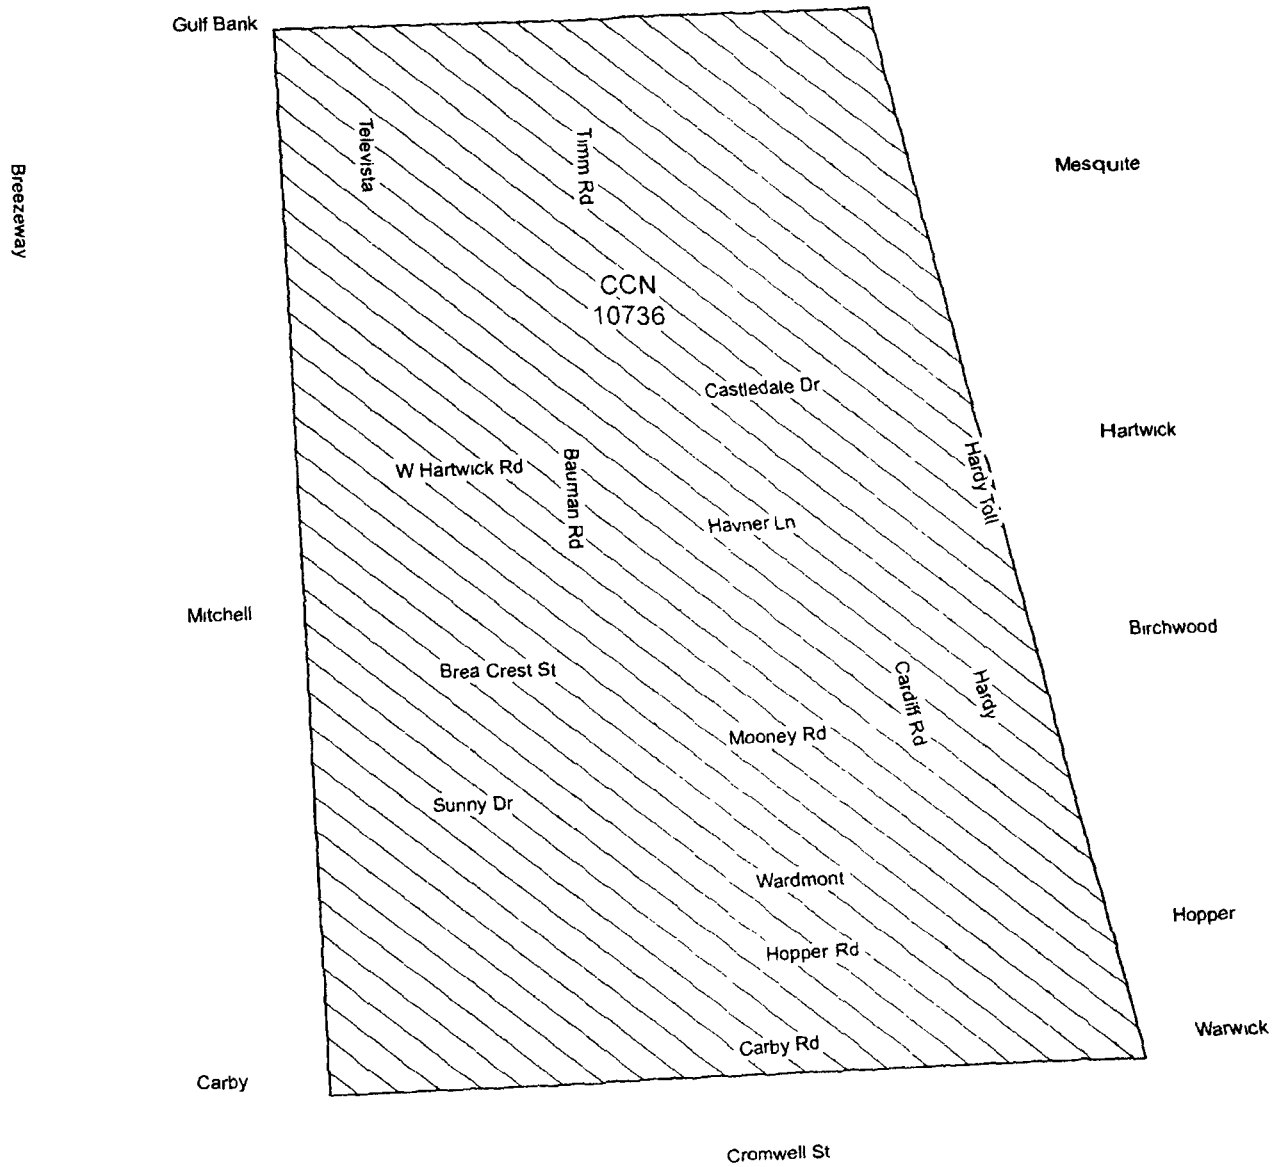 Gulf Bank
Breezeway
Televista
Timm Rd
Mesquite
CCN
10736
Castledale Dr
Hartwick
W Hartwick Rd
Bauman Rd
Hardy Toll
Havner Ln
Mitchell
Birchwood
Brea Crest St
Cardiff Rd
Hardy
Mooney Rd
Sunny Dr
Wardmont
Hopper
Hopper Rd
Warwick
Carby Rd
Carby
Cromwell St